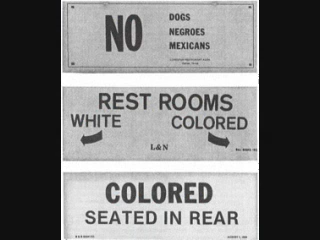 NO
DOGS
NEGROES
MEXICANS
REST ROOMS
WHITE COLORED
L&N
COLORED
SEATED IN REAR